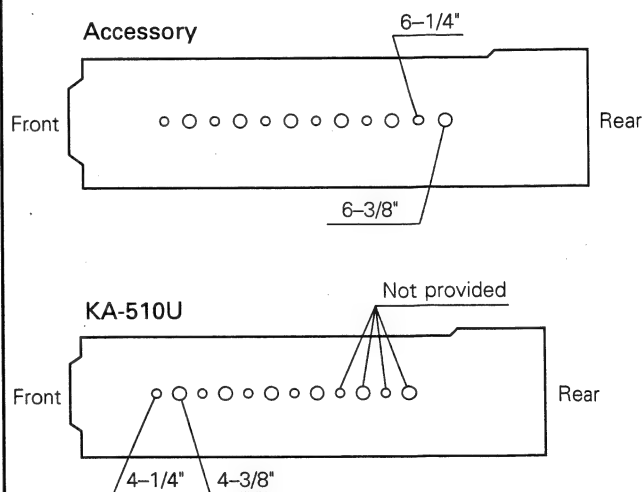 Accessory
6–1/4"
Front
Rear
6–3/8"
Not provided
KA-510U
Front
Rear
4–1/4" 4–3/8"